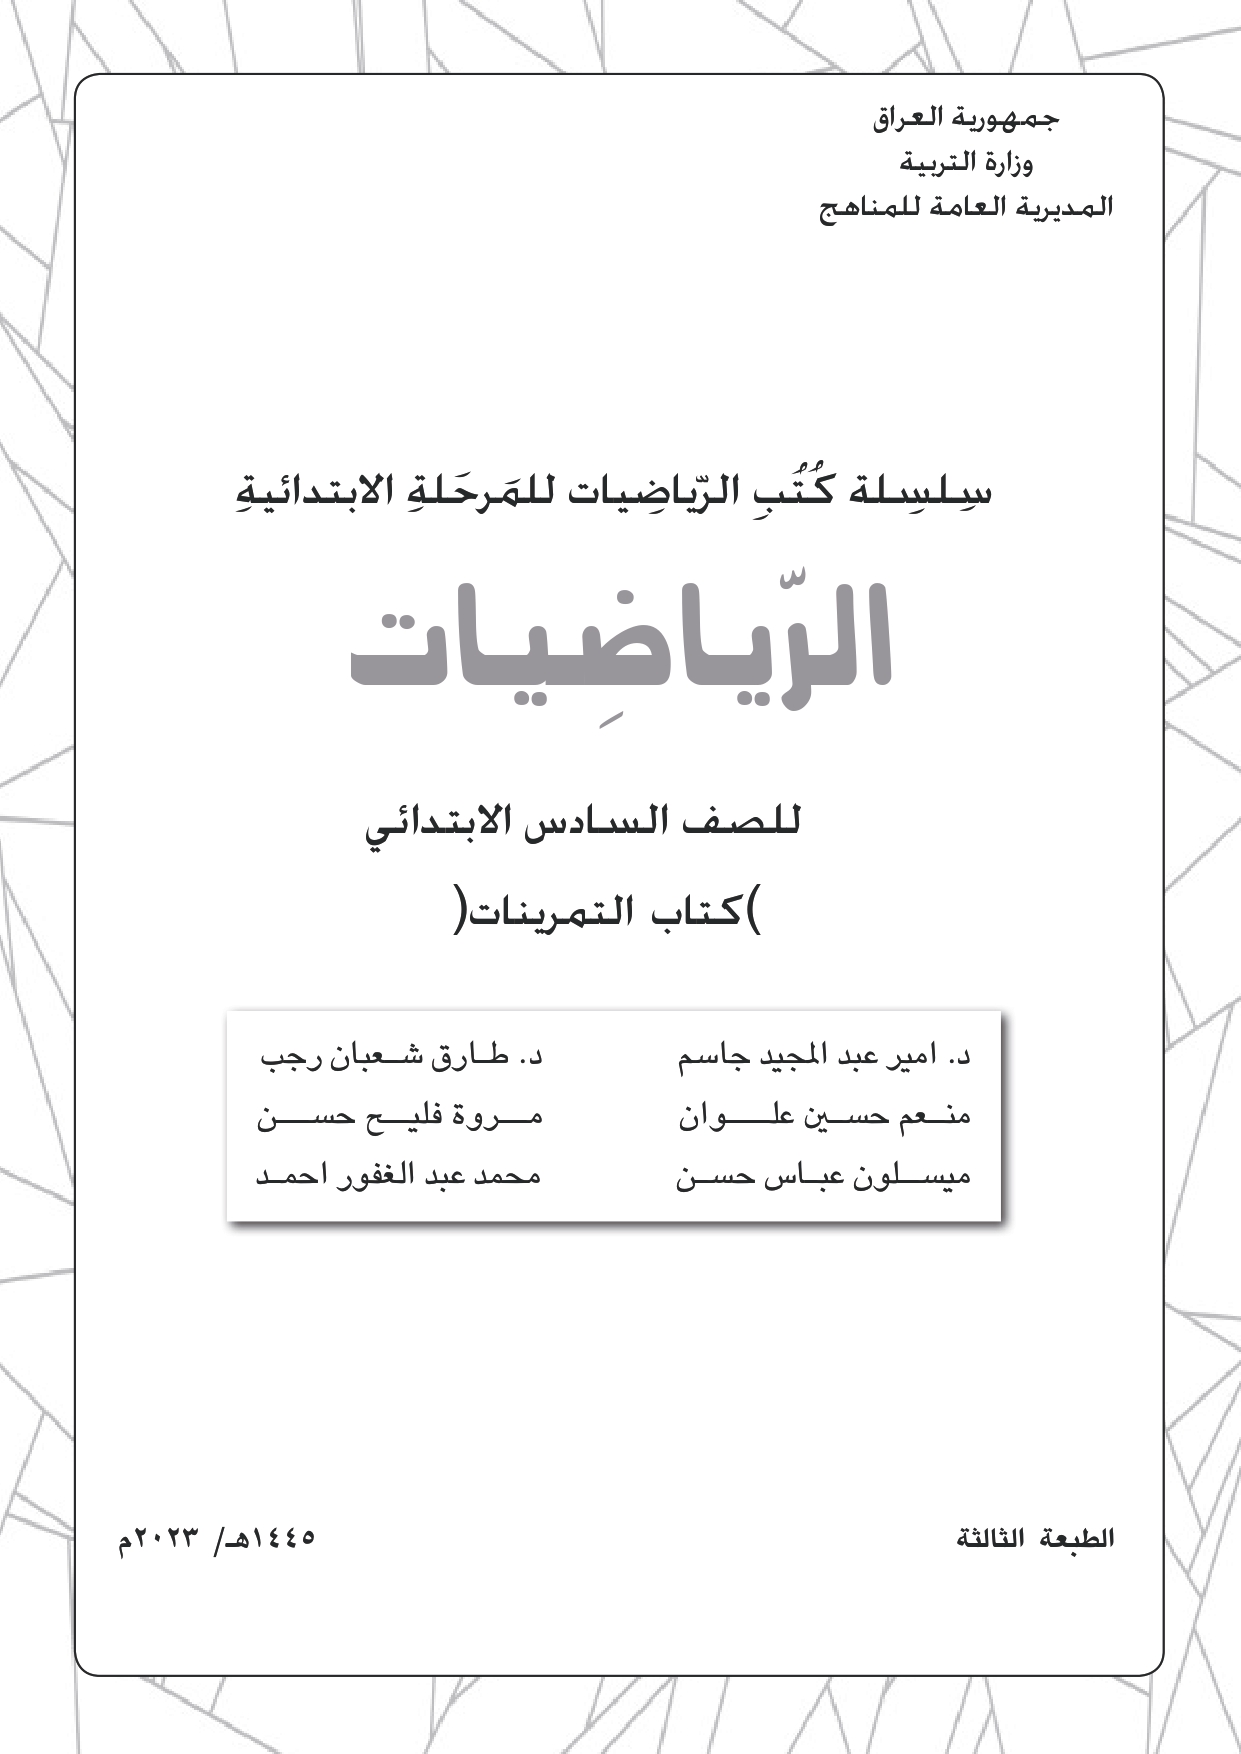 جمهورية العراق
وزارة التربية
المديرية العامة للمناهج
سِلسِلة كُتُبِ الرّياضِيات للمَرحَلةِ الابتدائيةِ
الرّياضِيات
للصف السادس الابتدائي
)كتاب التمرينات(
د. امير عبد المجيد جاسم د. طارق شعبان رجب
منعم حسين علوان مروة فليح حسن
ميسلون عباس حسن محمد عبد الغفور احمد
الطبعة الثالثة ١٤٤٥هـ/ ٢٠٢٣م